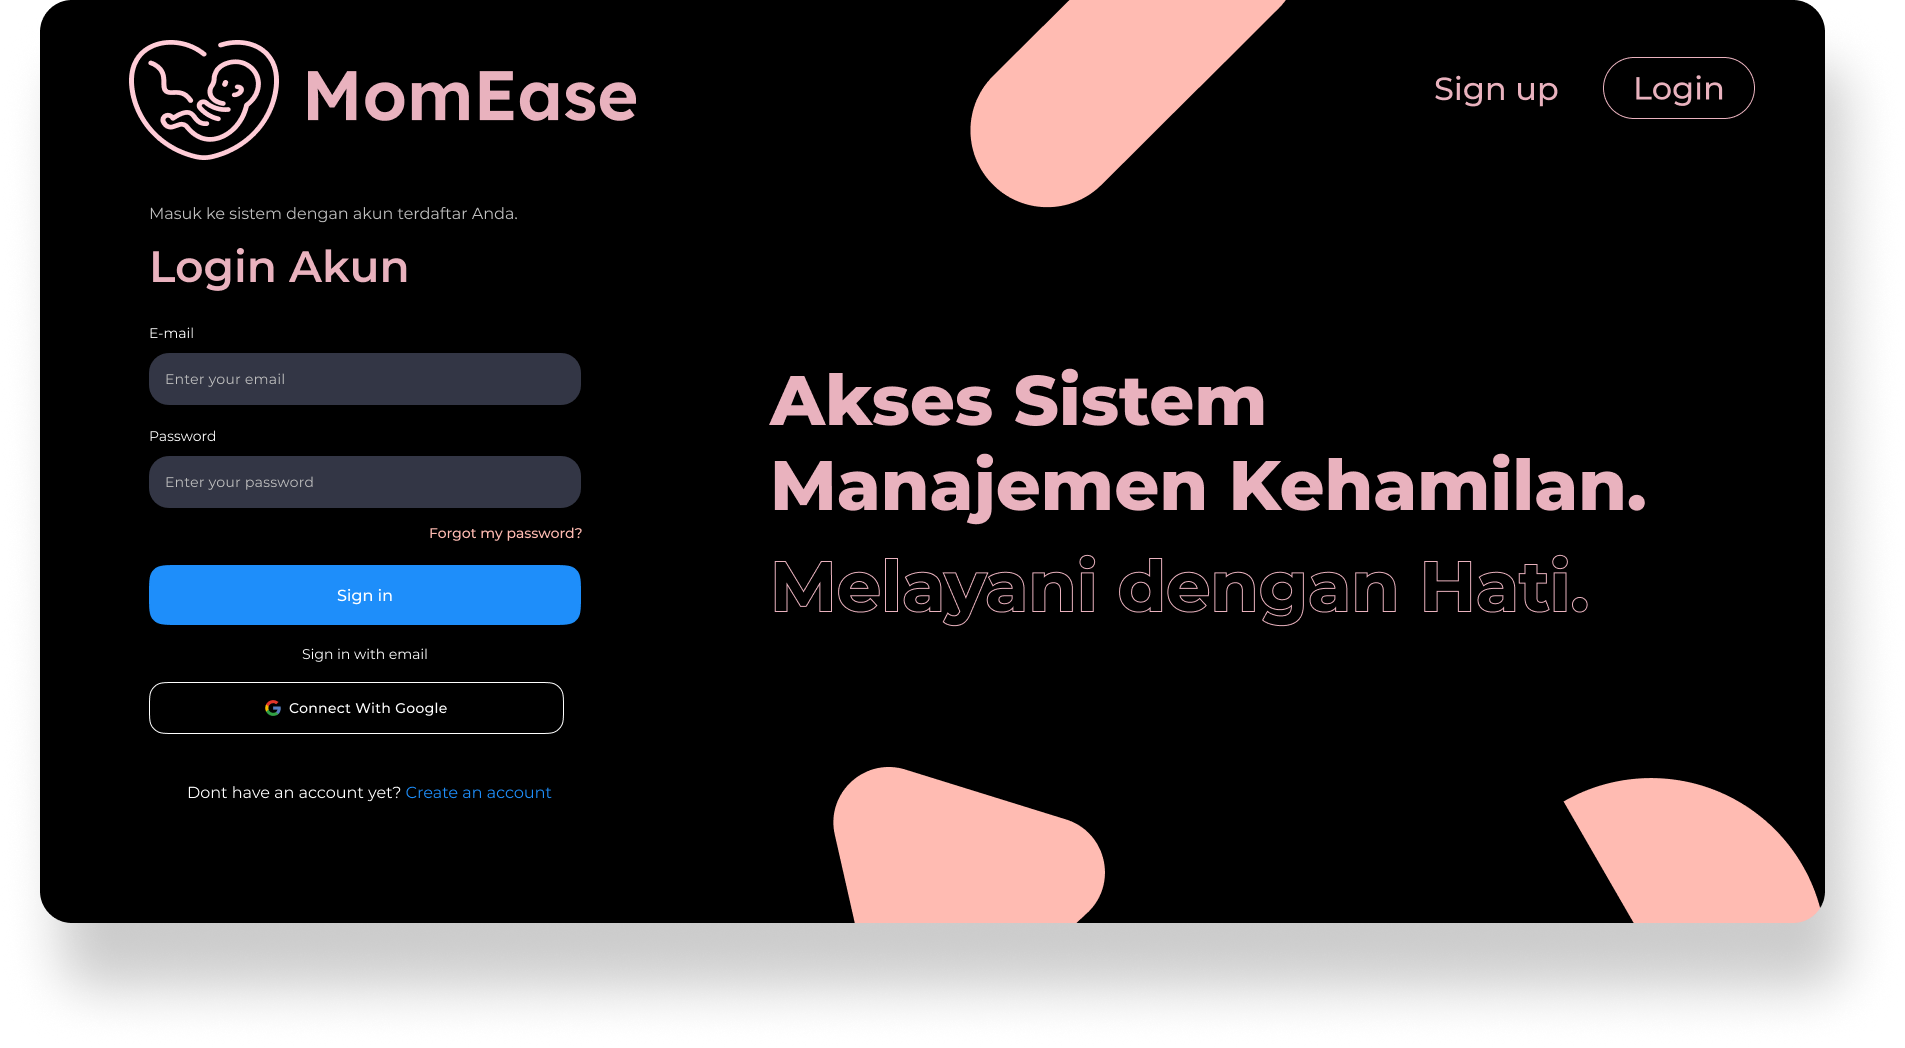 MomEase
Sign up
Login
Masuk ke sistem dengan akun terdaftar Anda.
Login Akun
E-mail
Enter your email
Password
Enter your password
Forgot my password?
Sign in
Sign in with email
Connect With Google
Dont have an account yet? Create an account
Akses Sistem
Manajemen Kehamilan.
Melayani dengan Hati.